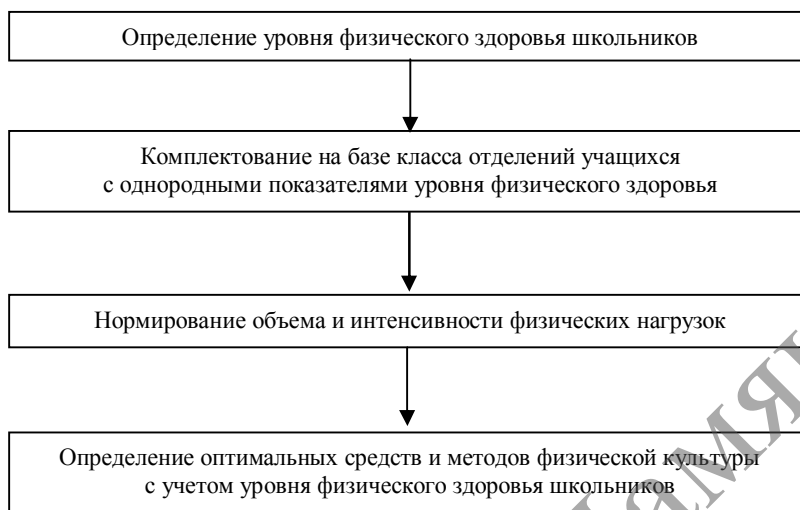 Определение уровня физического здоровья школьников
Комплектование на базе класса отделений учащихся
с однородными показателями уровня физического здоровья
Нормирование объема и интенсивности физических нагрузок
Определение оптимальных средств и методов физической культуры
с учетом уровня физического здоровья школьников